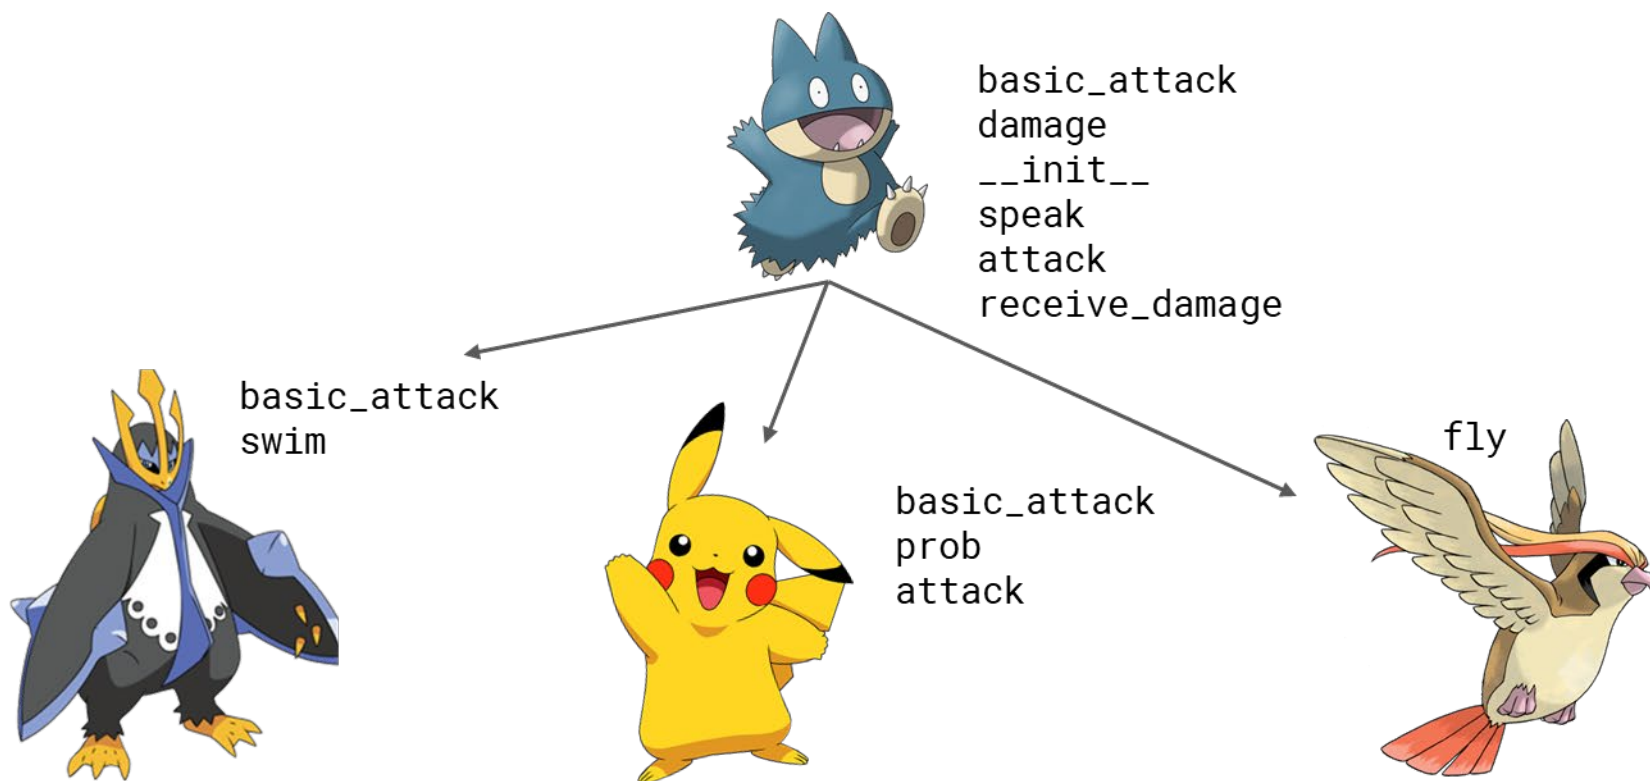 basic_attack
damage
__init__
speak
attack
receive_damage
basic_attack
swim
basic_attack
prob
attack
fly